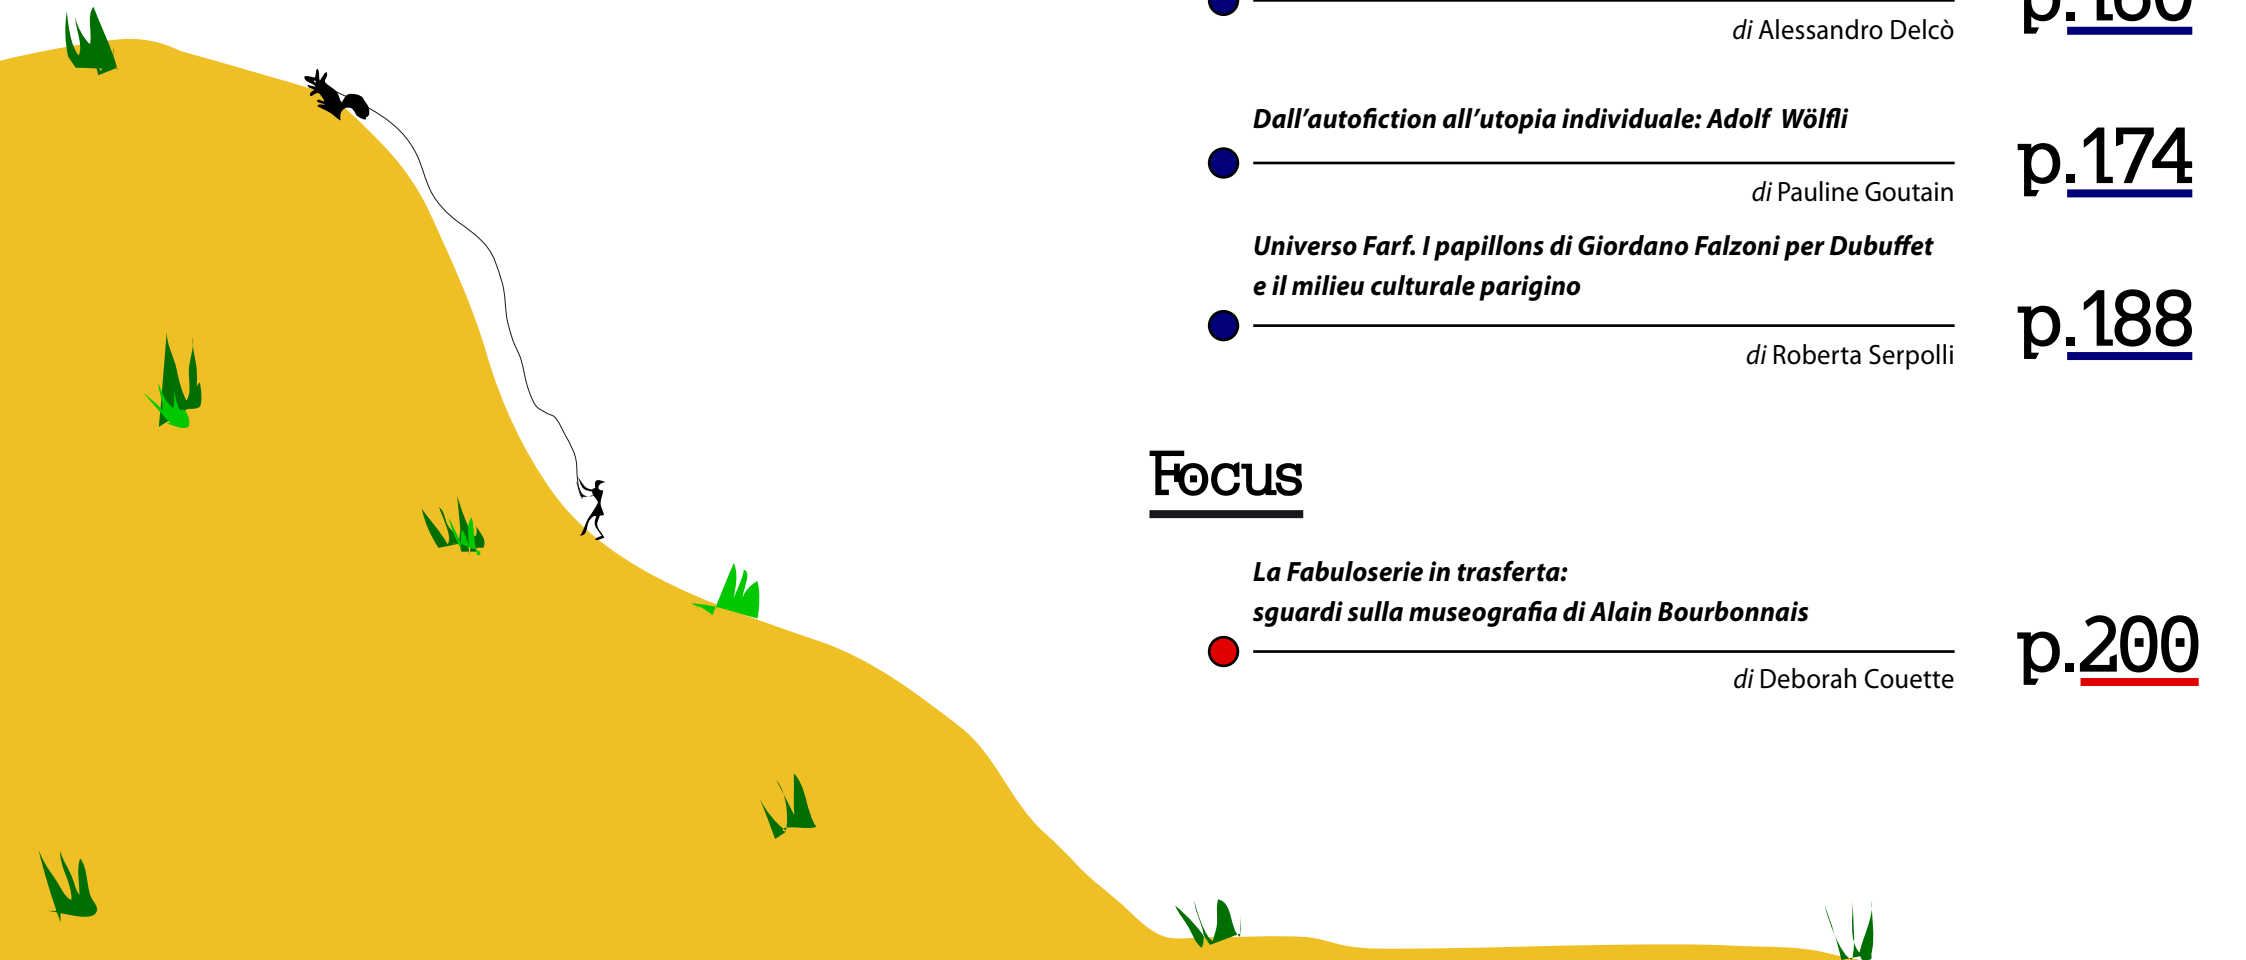 di Alessandro Delcò
Dall'autofiction all'utopia individuale: Adolf Wölfli
p.174
di Pauline Goutain
Universo Farf. I papillons di Giordano Falzoni per Dubuffet
e il milieu culturale parigino
p.188
di Roberta Serpolli
Focus
La Fabuloserie in trasferta:
sguardi sulla museografia di Alain Bourbonnais
p.200
di Deborah Couette